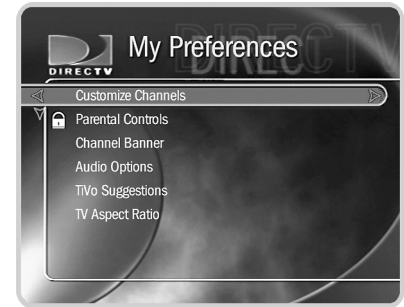 DIRECTV
My Preferences
DIRECTV
Customize Channels
Parental Controls
Channel Banner
Audio Options
TiVo Suggestions
TV Aspect Ratio